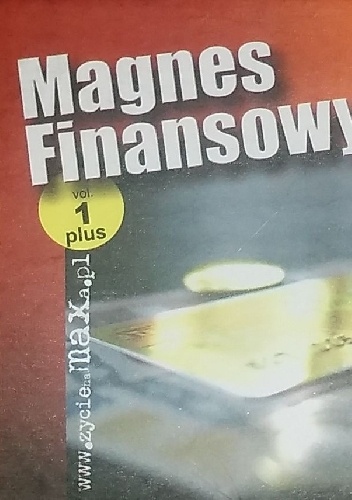 Magnes
Finansowy
vol.
1
plus
www.zycienamaxa.pl